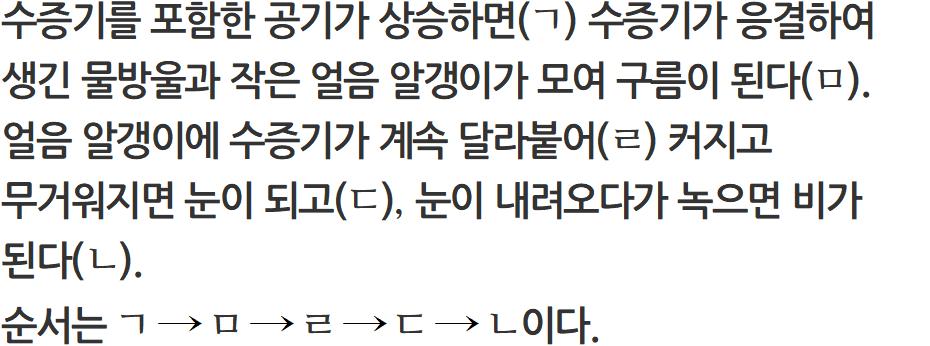 수증기를 포함한 공기가 상승하면(ㄱ) 수증기가 응결하여
생긴 물방울과 작은 얼음 알갱이가 모여 구름이 된다(ㅁ).
얼음 알갱이에 수증기가 계속 달라붙어(ㄹ) 커지고
무거워지면 눈이 되고(ㄷ), 눈이 내려오다가 녹으면 비가
된다(ㄴ).
순서는 ㄱ → ㅁ → ㄹ → ㄷ → ㄴ이다.